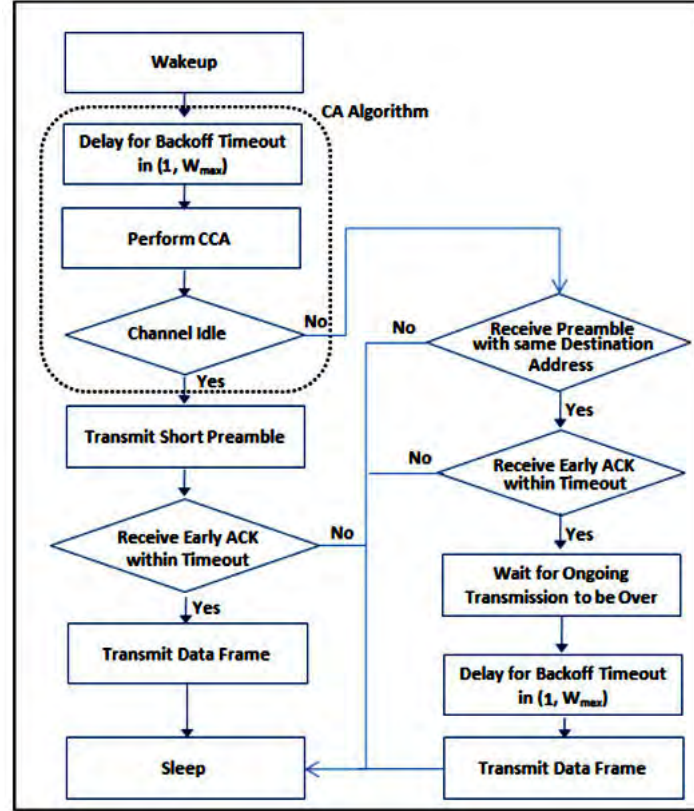 Wakeup
CA Algorithm
Delay for Backoff Timeout
in (1, Wmax)
Perform CCA
Channel Idle
No
Yes
Transmit Short Preamble
Receive Early ACK
within Timeout
No
Yes
Transmit Data Frame
Sleep
No
Receive Preamble
with same Destination
Address
Yes
No
Receive Early ACK
within Timeout
Yes
Wait for Ongoing
Transmission to be Over
Delay for Backoff Timeout
in (1, Wmax)
Transmit Data Frame